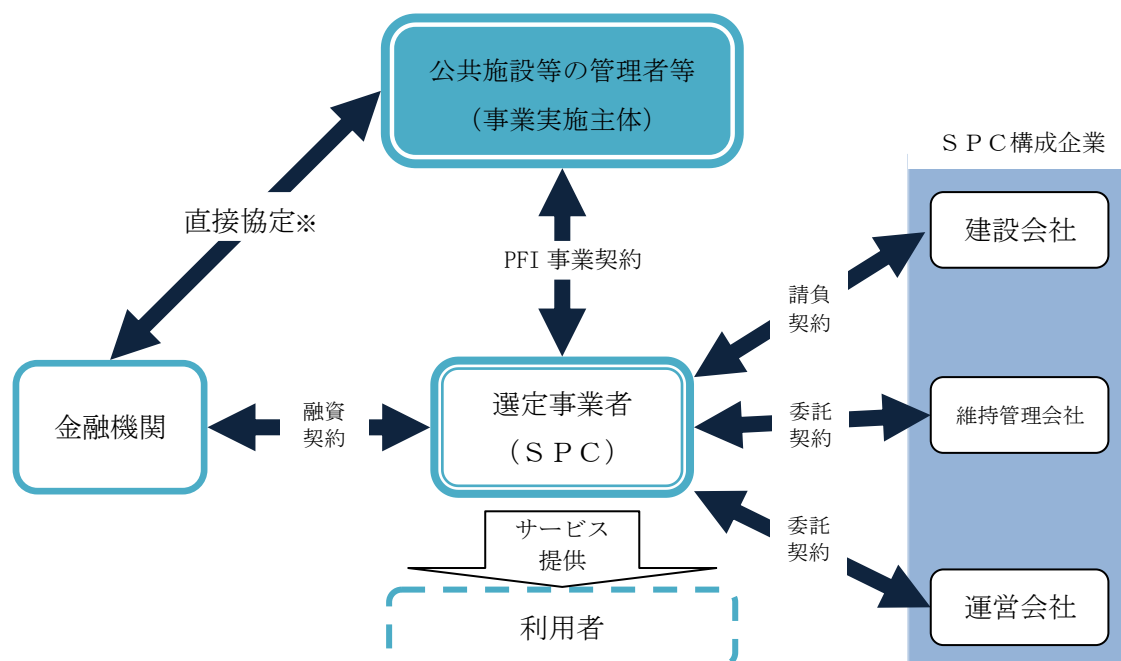 公共施設等の管理者等
（事業実施主体）
ＳＰＣ構成企業
直接協定※
PFI 事業契約
建設会社
請負
契約
金融機関
融資
契約
選定事業者
（ＳＰＣ）
委託
契約
維持管理会社
サービス
提供
委託
契約
運営会社
利用者